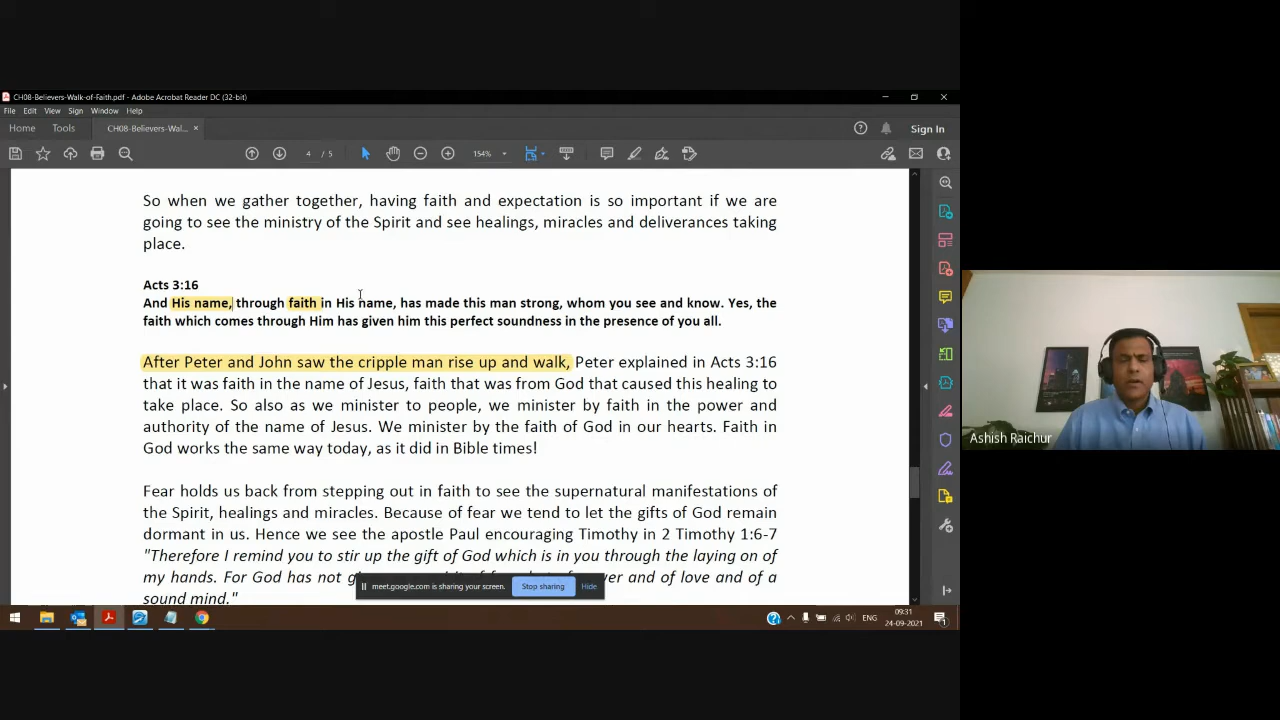 CH08-Believers-Walk-of-Faith.pdf - Adobe Acrobat Reader DC (32-bit)
File Edit View Sign Window Help
Home Tools CH08-Believers-Wal... × Sign In
4 / 5 154%
So when we gather together, having faith and expectation is so important if we are
going to see the ministry of the Spirit and see healings, miracles and deliverances taking
place.
Acts 3:16
And His name, through faith in His name, has made this man strong, whom you see and know. Yes, the
faith which comes through Him has given him this perfect soundness in the presence of you all.
After Peter and John saw the cripple man rise up and walk, Peter explained in Acts 3:16
that it was faith in the name of Jesus, faith that was from God that caused this healing to
take place. So also as we minister to people, we minister by faith in the power and
authority of the name of Jesus. We minister by the faith of God in our hearts. Faith in
God works the same way today, as it did in Bible times!
Fear holds us back from stepping out in faith to see the supernatural manifestations of
the Spirit, healings and miracles. Because of fear we tend to let the gifts of God remain
dormant in us. Hence we see the apostle Paul encouraging Timothy in 2 Timothy 1:6-7
"Therefore I remind you to stir up the gift of God which is in you through the laying on of
my hands. For God has not and of love and of a
sound mind."
meet.google.com is sharing your screen. Stop sharing Hide
ENG
09:31
24-09-2021
Ashish Raichur